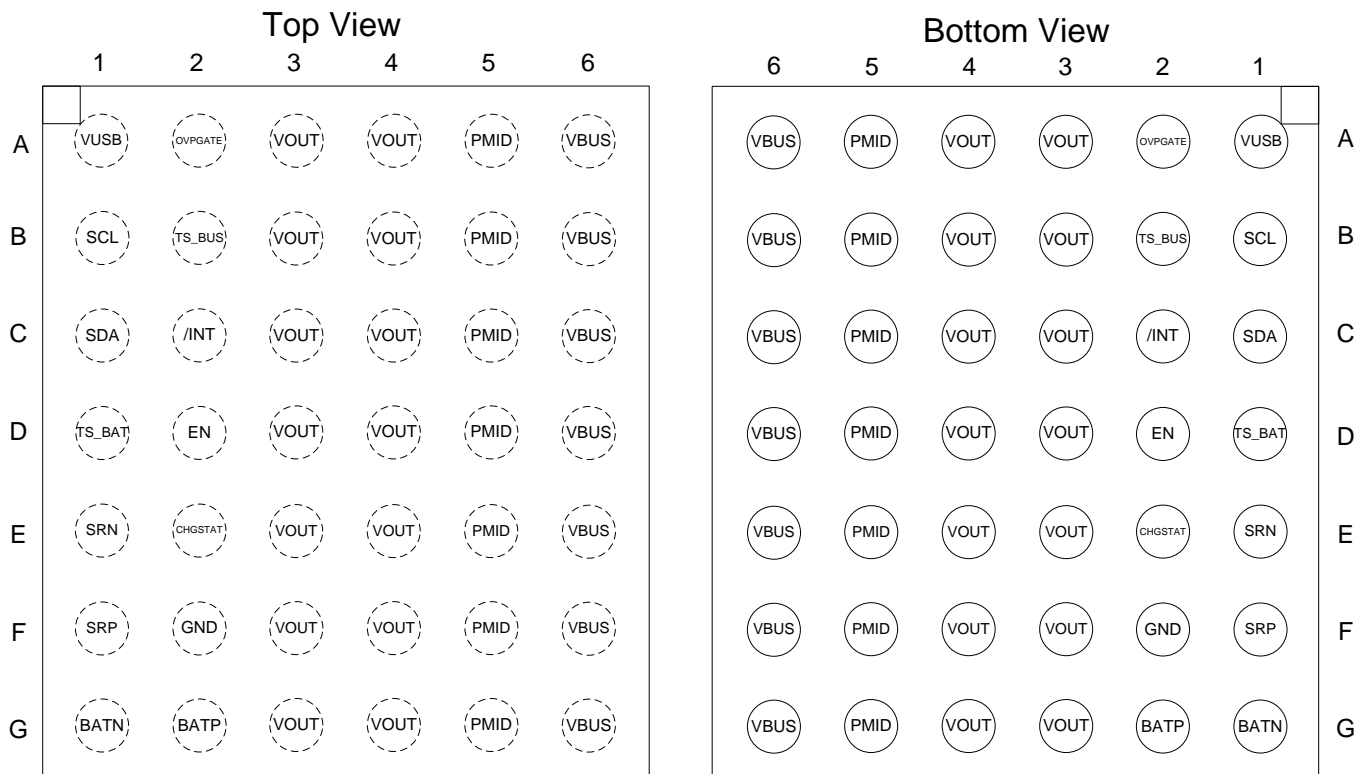 Top View
1 2 3 4 5 6
A VUSB OVPGATE VOUT VOUT PMID VBUS
B SCL TS_BUS VOUT VOUT PMID VBUS
C SDA /INT VOUT VOUT PMID VBUS
D TS_BAT EN VOUT VOUT PMID VBUS
E SRN CHGSTAT VOUT VOUT PMID VBUS
F SRP GND VOUT VOUT PMID VBUS
G BATN BATP VOUT VOUT PMID VBUS
Bottom View
6 5 4 3 2 1
VBUS PMID VOUT VOUT OVPGATE VUSB A
VBUS PMID VOUT VOUT TS_BUS SCL B
VBUS PMID VOUT VOUT /INT SDA C
VBUS PMID VOUT VOUT EN TS_BAT D
VBUS PMID VOUT VOUT CHGSTAT SRN E
VBUS PMID VOUT VOUT GND SRP F
VBUS PMID VOUT VOUT BATP BATN G